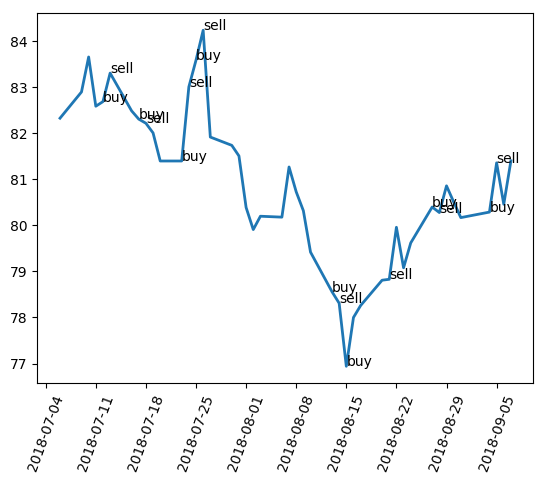 84
83
82
81
80
79
78
77
sell
sell
buy
sell
sell
buy
buy
sell
buy
sell
buy
buy
sell
buy
sell
buy
sell
buy
2018-07-04
2018-07-11
2018-07-18
2018-07-25
2018-08-01
2018-08-08
2018-08-15
2018-08-22
2018-08-29
2018-09-05